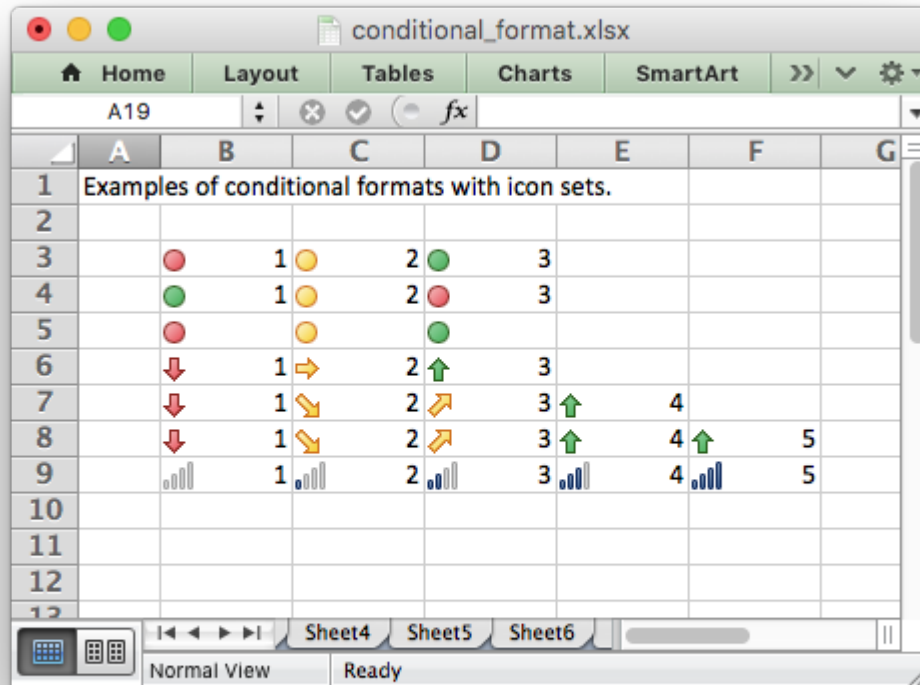 conditional_format.xlsx
Home Layout Tables Charts SmartArt
A19 fx
A B C D E F G
1 Examples of conditional formats with icon sets.
2
3 1 2 3
4 1 2 3
5
6 1 2 3
7 1 2 3 4
8 1 2 3 4 5
9 1 2 3 4 5
10
11
12
13
Sheet4 Sheet5 Sheet6
Normal View Ready